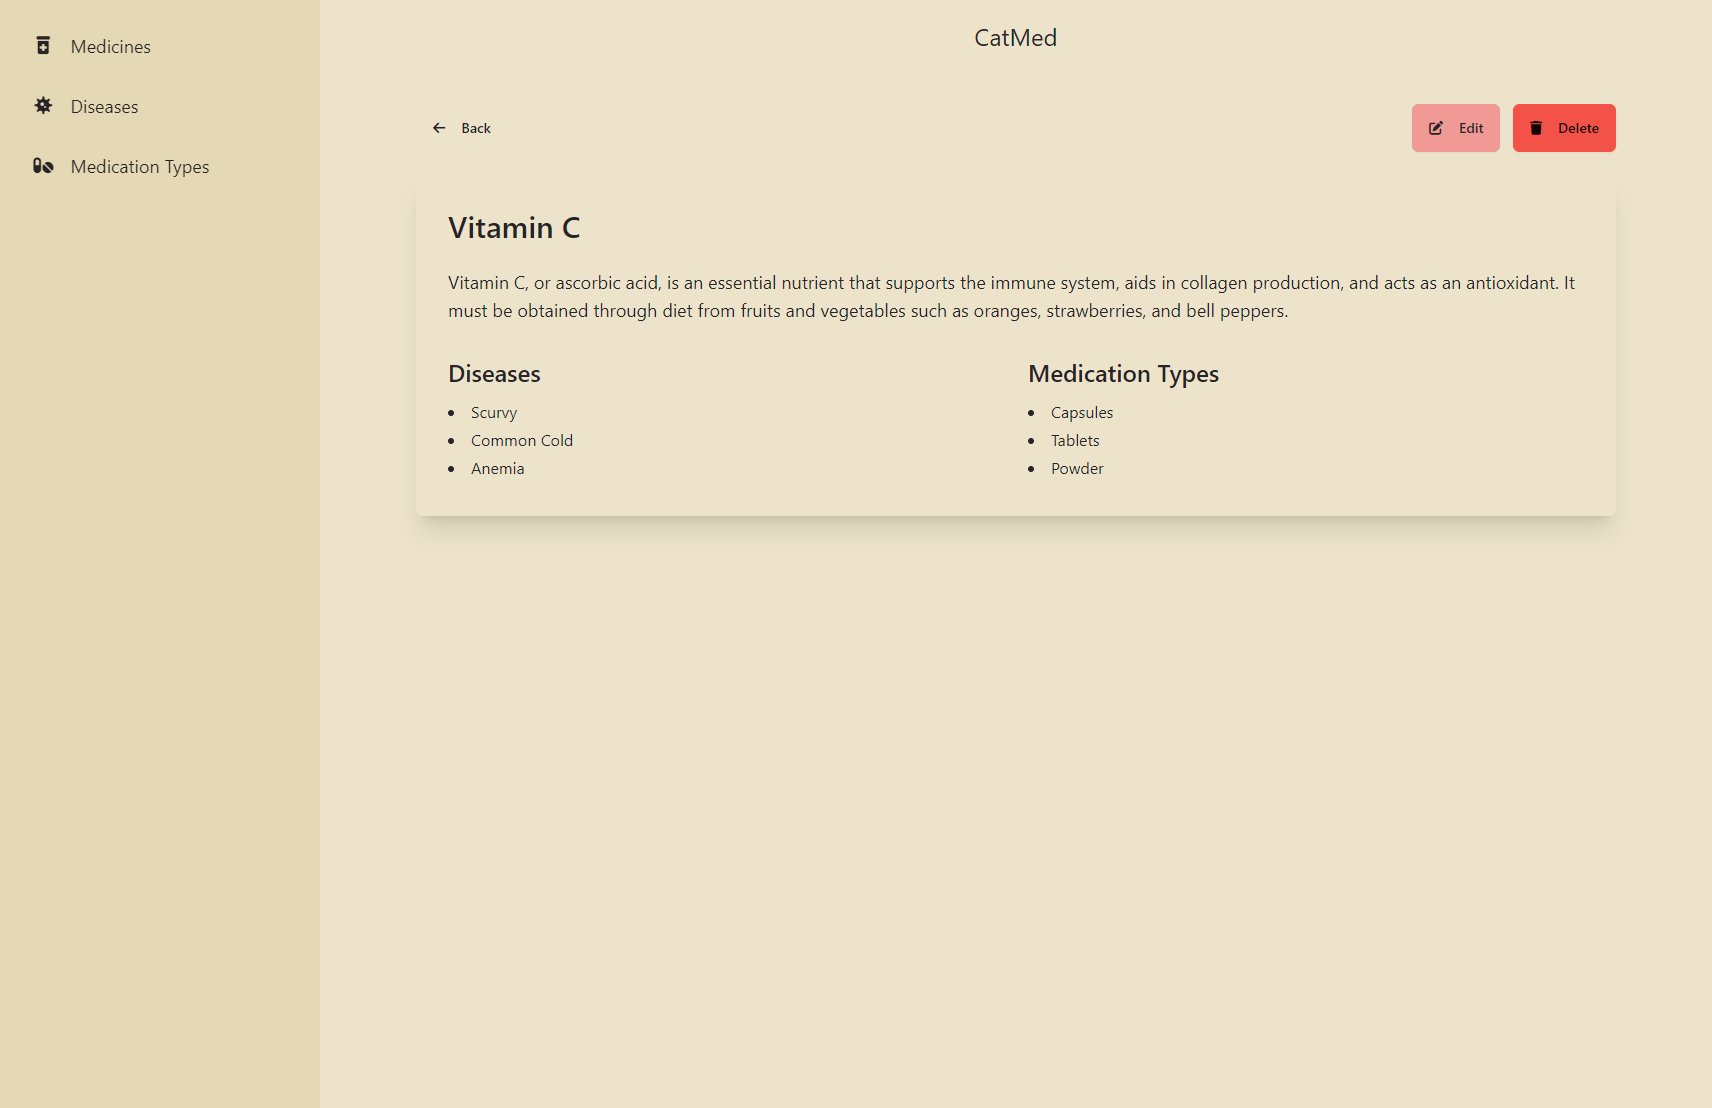 Medicines
Diseases
Medication Types
CatMed
Back
Edit
Delete
Vitamin C
Vitamin C, or ascorbic acid, is an essential nutrient that supports the immune system, aids in collagen production, and acts as an antioxidant. It
must be obtained through diet from fruits and vegetables such as oranges, strawberries, and bell peppers.
Diseases
• Scurvy
• Common Cold
• Anemia
Medication Types
• Capsules
• Tablets
• Powder